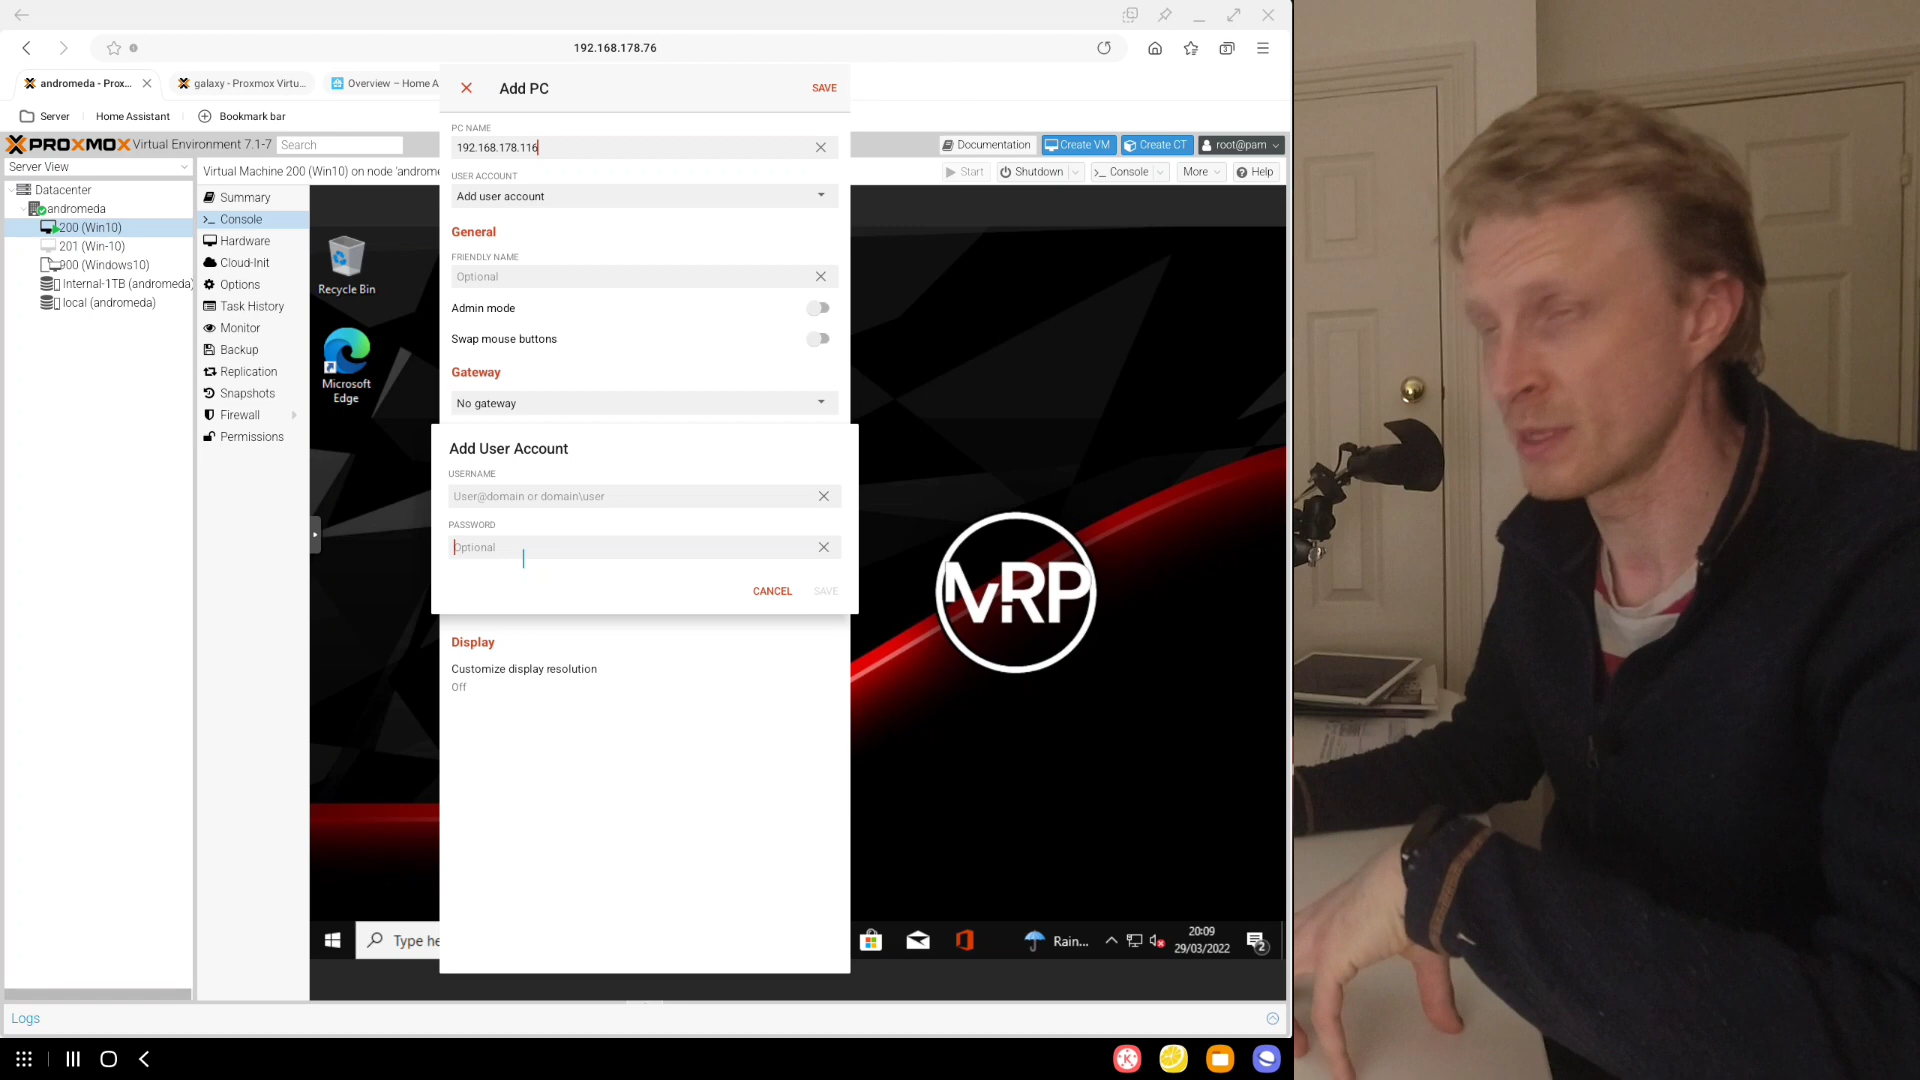 192.168.178.76
3
andromeda - Prox...
galaxy - Proxmox Virtu...
Overview – Home A
Server
Home Assistant
Bookmark bar
PROXMOX Virtual Environment 7.1-7
Search
Documentation
Create VM
Create CT
root@pam
Server View
Virtual Machine 200 (Win10) on node 'androme
Start
Shutdown
Console
More
Help
Datacenter
andromeda
200 (Win10)
201 (Win-10)
900 (Windows10)
Internal-1TB (andromeda)
local (andromeda)
Summary
Console
Hardware
Cloud-Init
Options
Task History
Monitor
Backup
Replication
Snapshots
Firewall
Permissions
Recycle Bin
Microsoft
Edge
Add PC
SAVE
PC NAME
192.168.178.116
USER ACCOUNT
Add user account
General
FRIENDLY NAME
Optional
Admin mode
Swap mouse buttons
Gateway
No gateway
Add User Account
USERNAME
User@domain or domain\user
PASSWORD
Optional
CANCEL
SAVE
Display
Customize display resolution
Off
MVRP
Type he
Rain...
20:09
29/03/2022
2
Logs
K